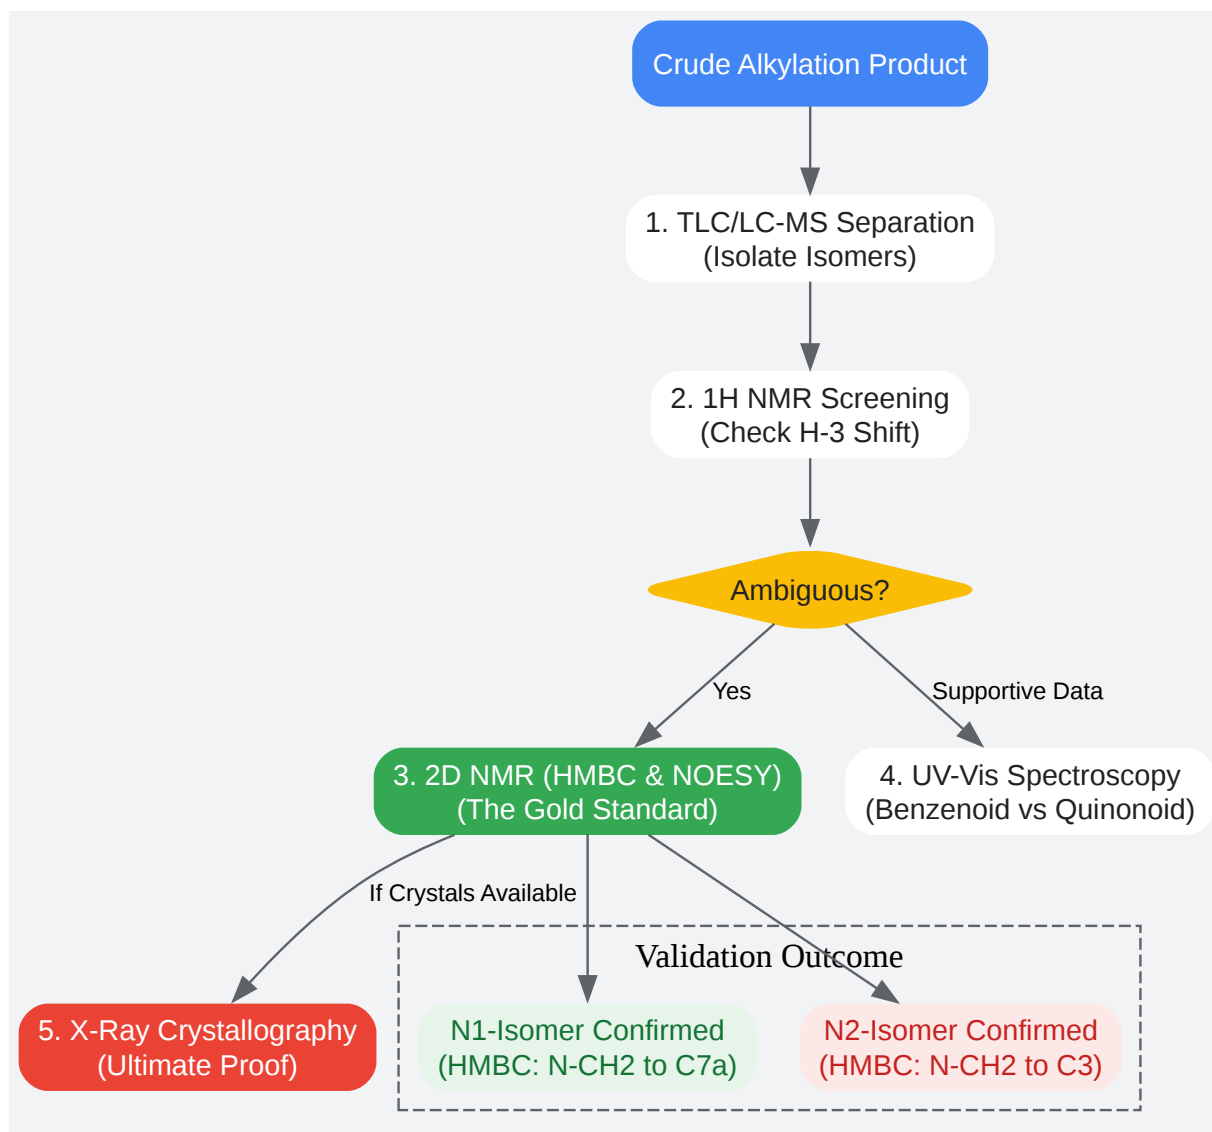 Crude Alkylation Product
1. TLC/LC-MS Separation
(Isolate Isomers)
2. 1H NMR Screening
(Check H-3 Shift)
Ambiguous?
Yes
Supportive Data
3. 2D NMR (HMBC & NOESY)
(The Gold Standard)
4. UV-Vis Spectroscopy
(Benzenoid vs Quinonoid)
If Crystals Available
Validation Outcome
5. X-Ray Crystallography
(Ultimate Proof)
N1-Isomer Confirmed
(HMBC: N-CH2 to C7a)
N2-Isomer Confirmed
(HMBC: N-CH2 to C3)